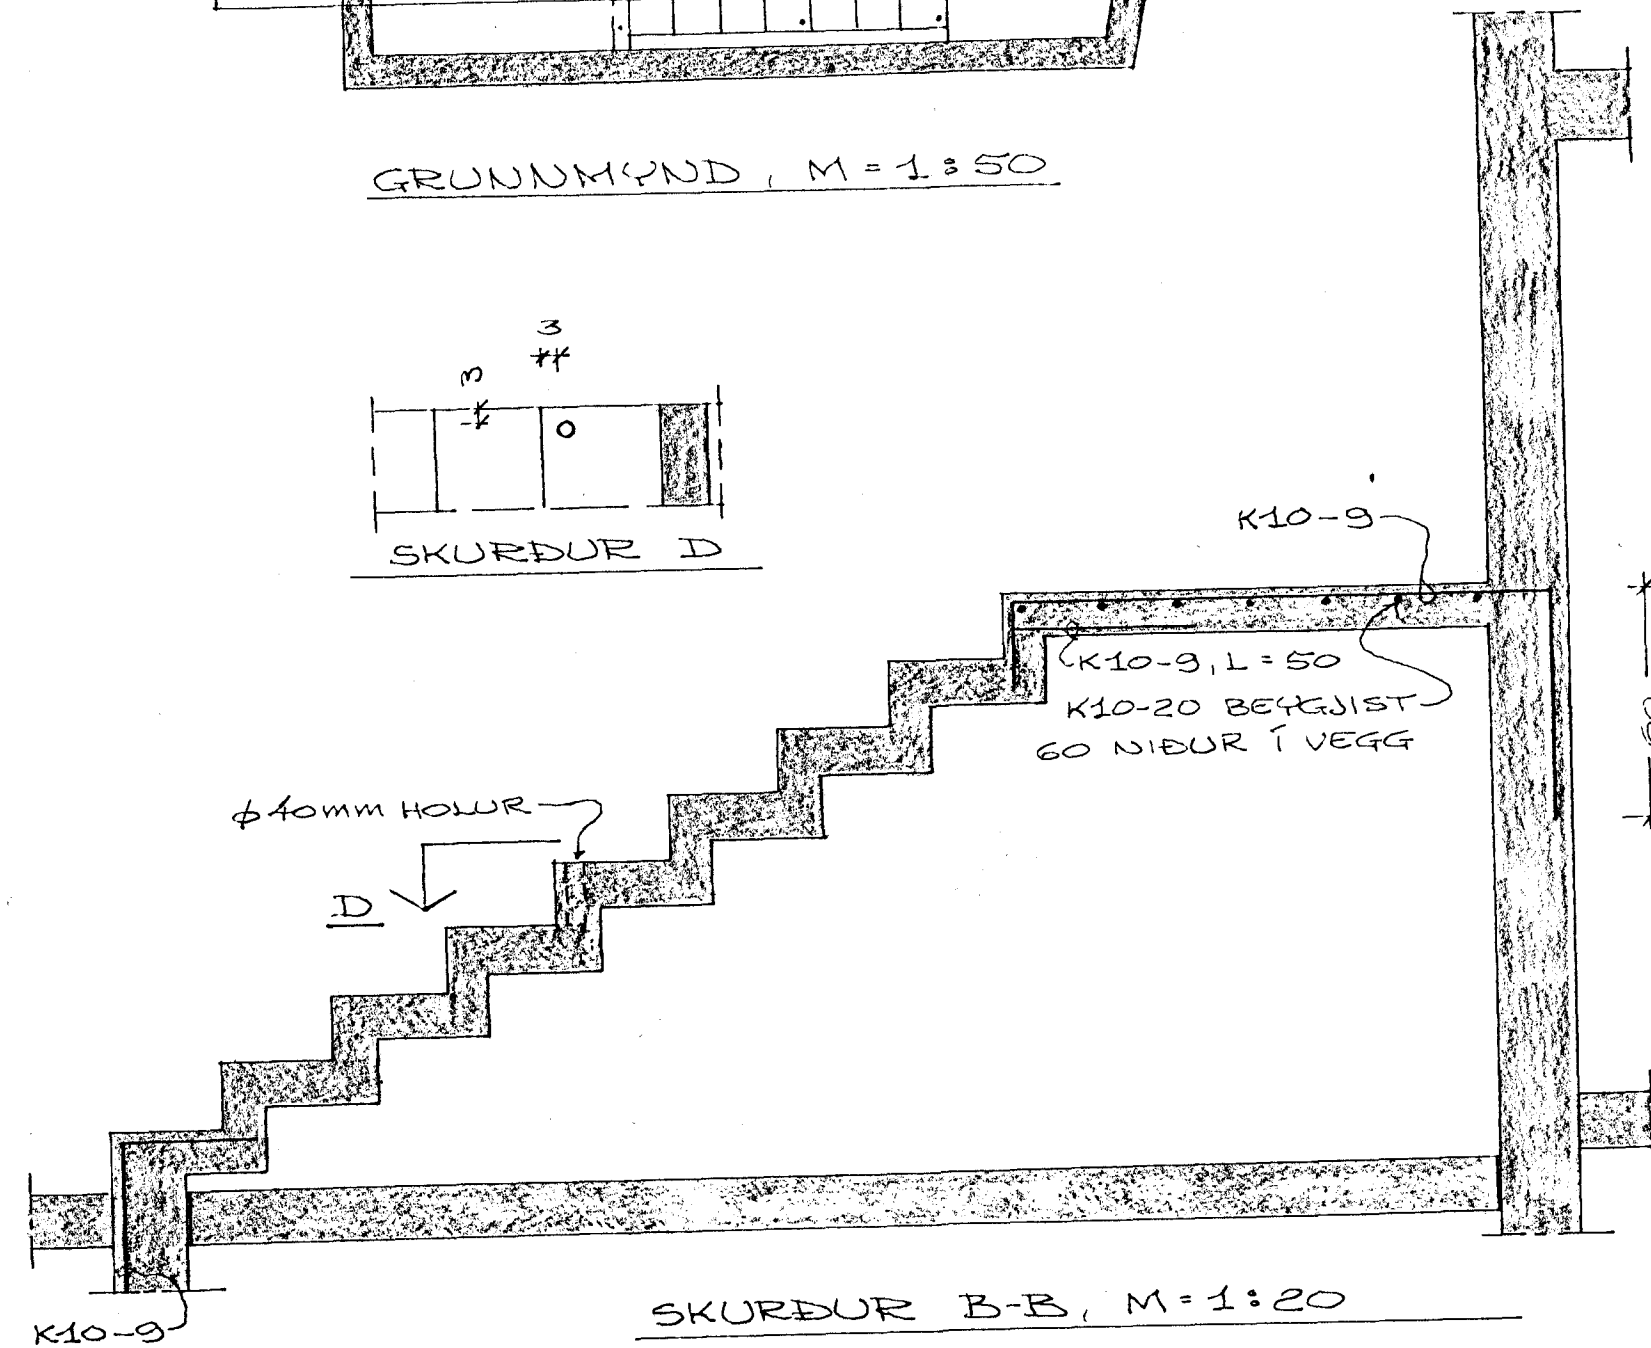 GRUNNMYND, M=1:50
3
3
SKURÐUR D
K10-9
K10-9, L=50
K10-20 BEYGJIST
60 NIÐUR Í VEGG
ø40mm HOLUR
D
K10-9
SKURÐUR B-B, M=1:20